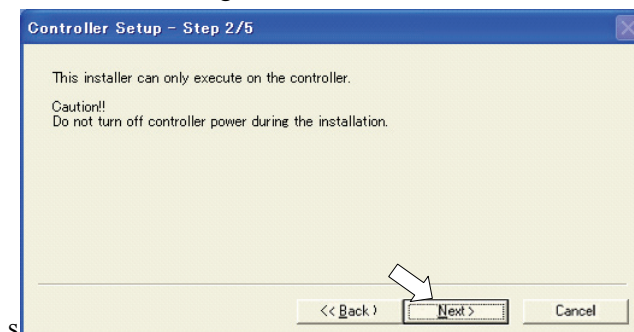 Controller Setup - Step 2/5
This installer can only execute on the controller.
Caution!!
Do not turn off controller power during the installation.
<< Back > Next > Cancel
s